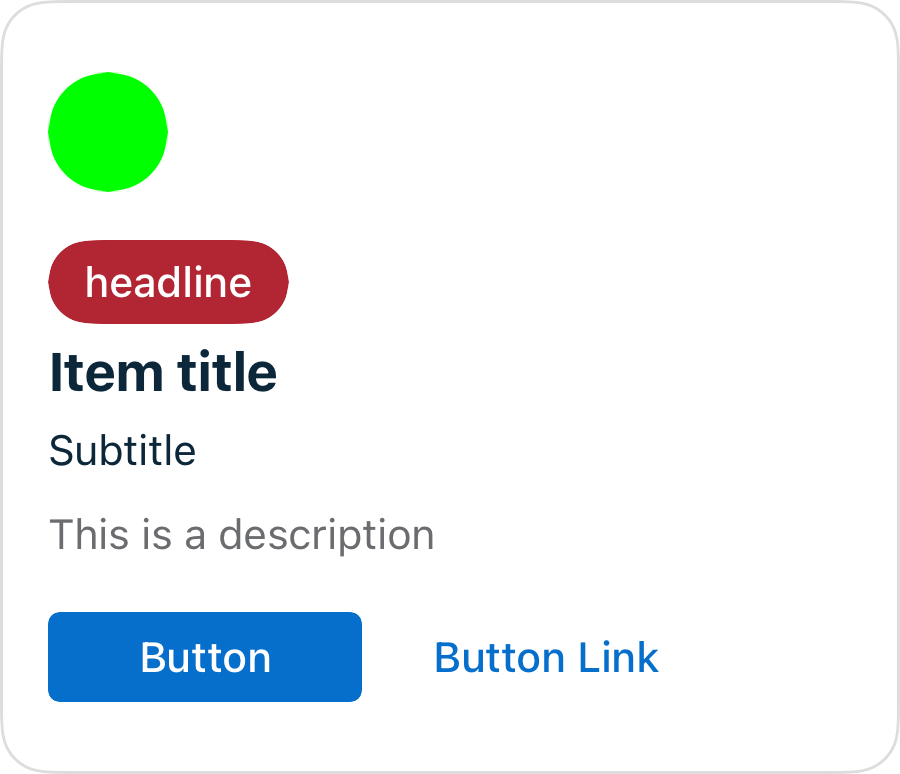 headline
Item title
Subtitle
This is a description
Button Button Link